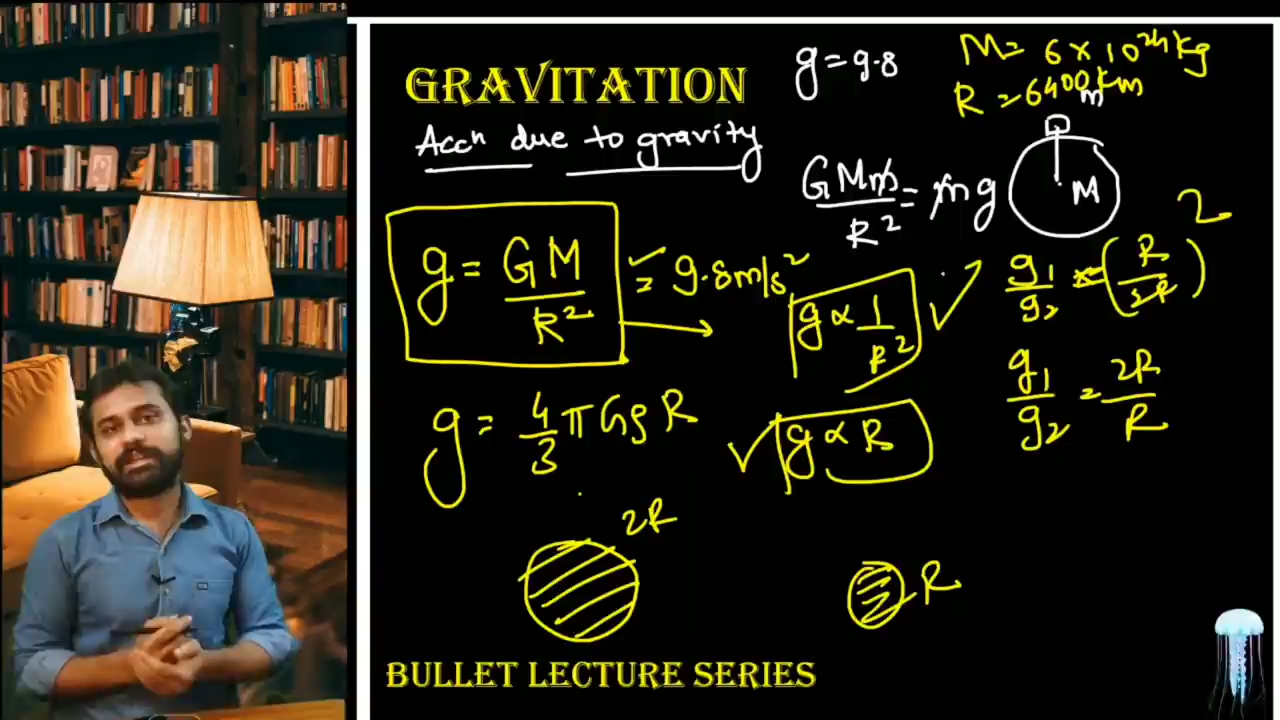 GRAVITATION
g = 9.8
M = 6 × 10²⁴ kg
R = 6400 km
Accn due to gravity
m
GMm/R² = mg
M
g = GM/R²
= 9.8 m/s²
g ∝ 1/R²
g₁/g₂ = (R/2R)²
g = 4/3 πGρR
g ∝ R
g₁/g₂ = 2R/R
2R
R
BULLET LECTURE SERIES